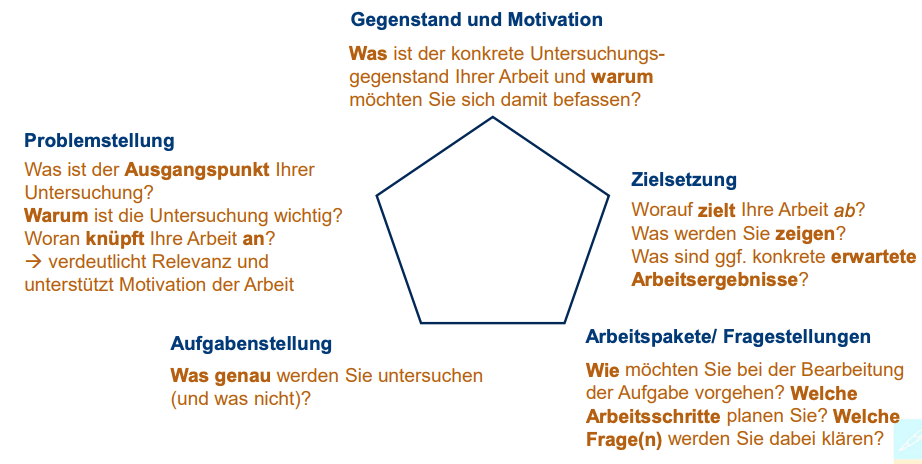 Gegenstand und Motivation
Was ist der konkrete Untersuchungs-
gegenstand Ihrer Arbeit und warum
möchten Sie sich damit befassen?
Problemstellung
Was ist der Ausgangspunkt Ihrer
Untersuchung?
Warum ist die Untersuchung wichtig?
Woran knüpft Ihre Arbeit an?
→ verdeutlicht Relevanz und
unterstützt Motivation der Arbeit
Zielsetzung
Worauf zielt Ihre Arbeit ab?
Was werden Sie zeigen?
Was sind ggf. konkrete erwartete
Arbeitsergebnisse?
Aufgabenstellung
Was genau werden Sie untersuchen
(und was nicht)?
Arbeitspakete/ Fragestellungen
Wie möchten Sie bei der Bearbeitung
der Aufgabe vorgehen? Welche
Arbeitsschritte planen Sie? Welche
Frage(n) werden Sie dabei klären?